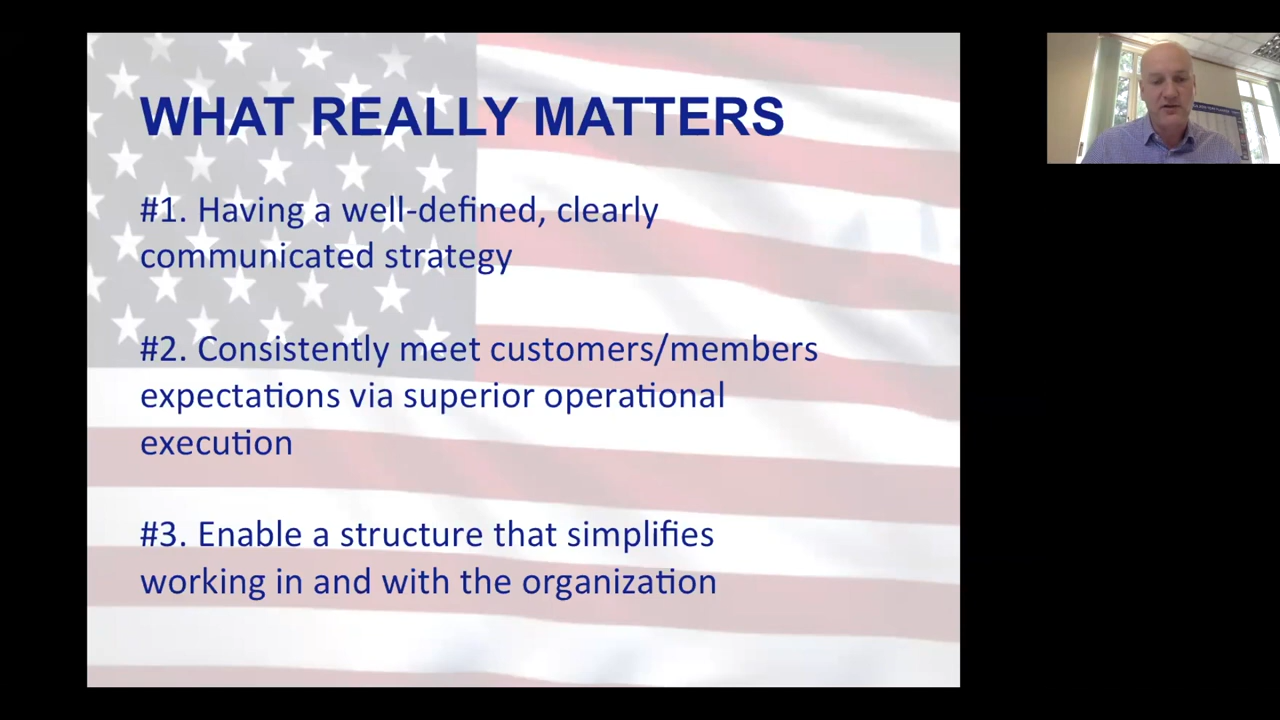 WHAT REALLY MATTERS
#1. Having a well-defined, clearly
communicated strategy
#2. Consistently meet customers/members
expectations via superior operational
execution
#3. Enable a structure that simplifies
working in and with the organization